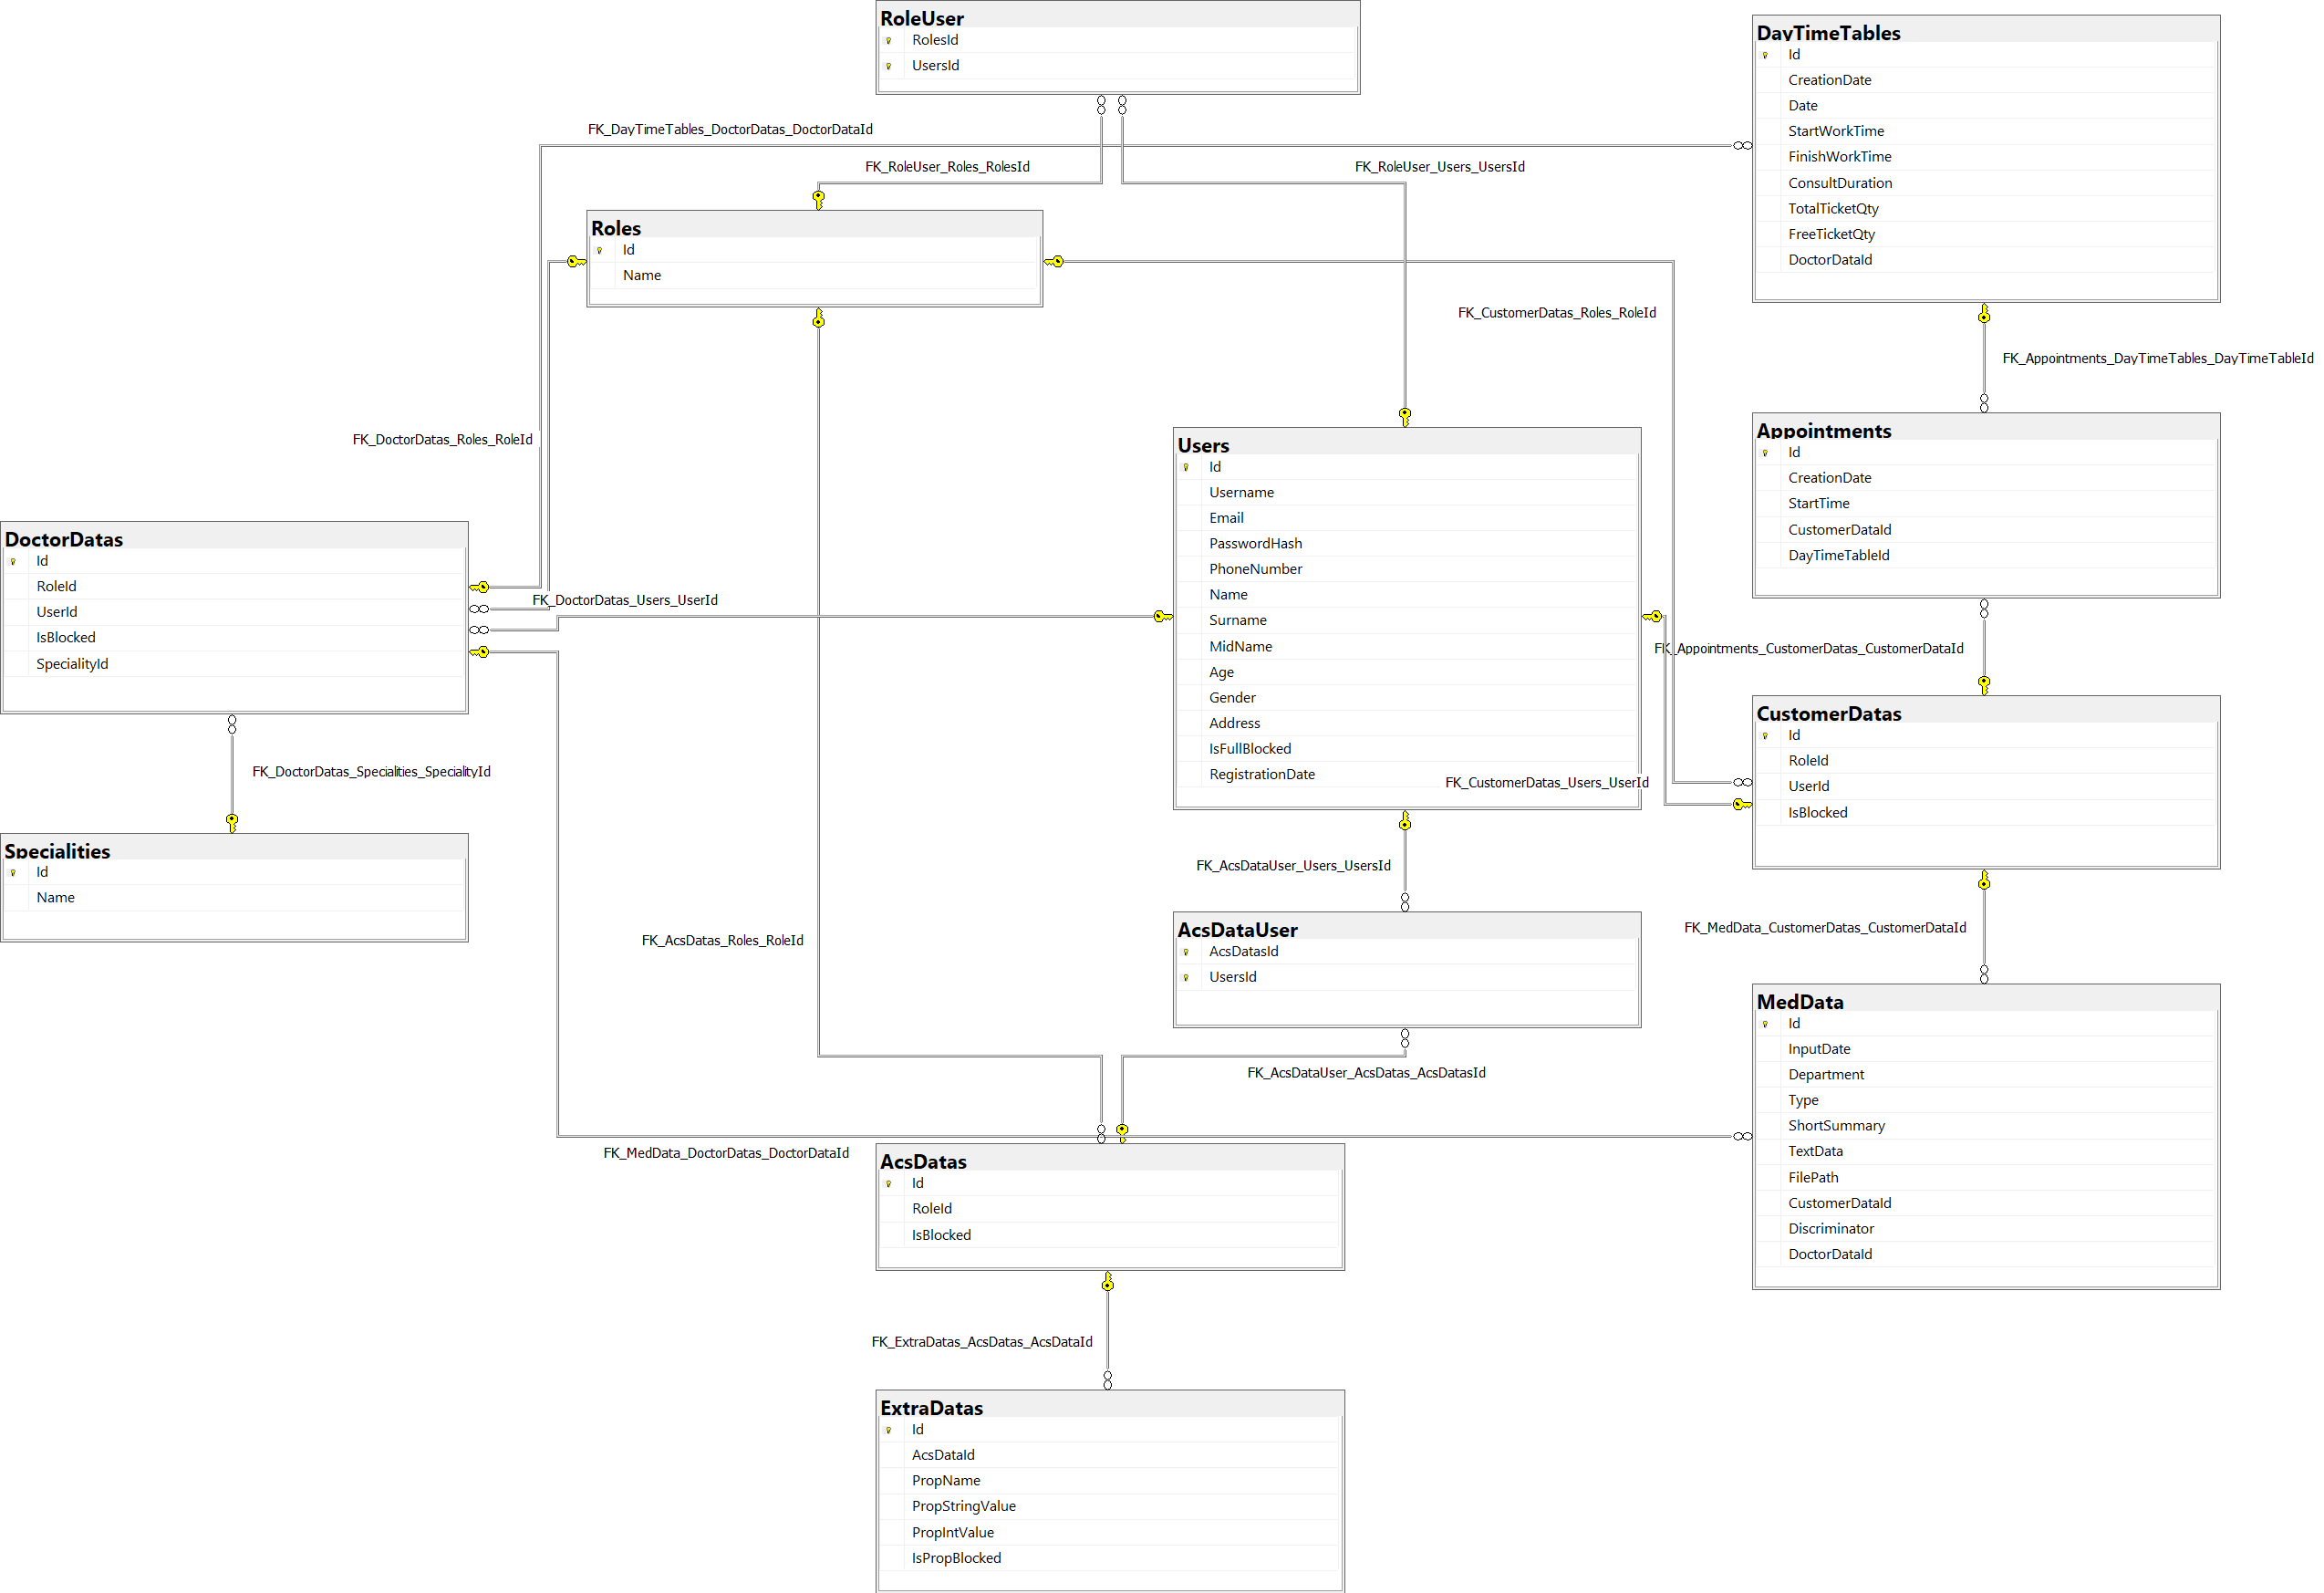 RoleUser
RolesId
UsersId
DayTimeTables
Id
CreationDate
Date
StartWorkTime
FinishWorkTime
ConsultDuration
TotalTicketQty
FreeTicketQty
DoctorDataId
FK_DayTimeTables_DoctorDatas_DoctorDataId
FK_RoleUser_Roles_RolesId
FK_RoleUser_Users_UsersId
Roles
Id
Name
FK_CustomerDatas_Roles_RoleId
FK_Appointments_DayTimeTables_DayTimeTableId
FK_DoctorDatas_Roles_RoleId
Users
Id
Username
Email
PasswordHash
PhoneNumber
Name
Surname
MidName
Age
Gender
Address
IsFullBlocked
RegistrationDate
Appointments
Id
CreationDate
StartTime
CustomerDataId
DayTimeTableId
DoctorDatas
Id
RoleId
UserId
IsBlocked
SpecialityId
FK_DoctorDatas_Users_UserId
FK_Appointments_CustomerDatas_CustomerDataId
CustomerDatas
Id
RoleId
UserId
IsBlocked
FK_CustomerDatas_Users_UserId
FK_DoctorDatas_Specialities_SpecialityId
Specialities
Id
Name
FK_AcsDataUser_Users_UsersId
AcsDataUser
AcsDatasId
UsersId
FK_AcsDatas_Roles_RoleId
FK_MedData_CustomerDatas_CustomerDataId
MedData
Id
InputDate
Department
Type
ShortSummary
TextData
FilePath
CustomerDataId
Discriminator
DoctorDataId
FK_AcsDataUser_AcsDatas_AcsDatasId
FK_MedData_DoctorDatas_DoctorDataId
AcsDatas
Id
RoleId
IsBlocked
FK_ExtraDatas_AcsDatas_AcsDataId
ExtraDatas
Id
AcsDataId
PropName
PropStringValue
PropIntValue
IsPropBlocked